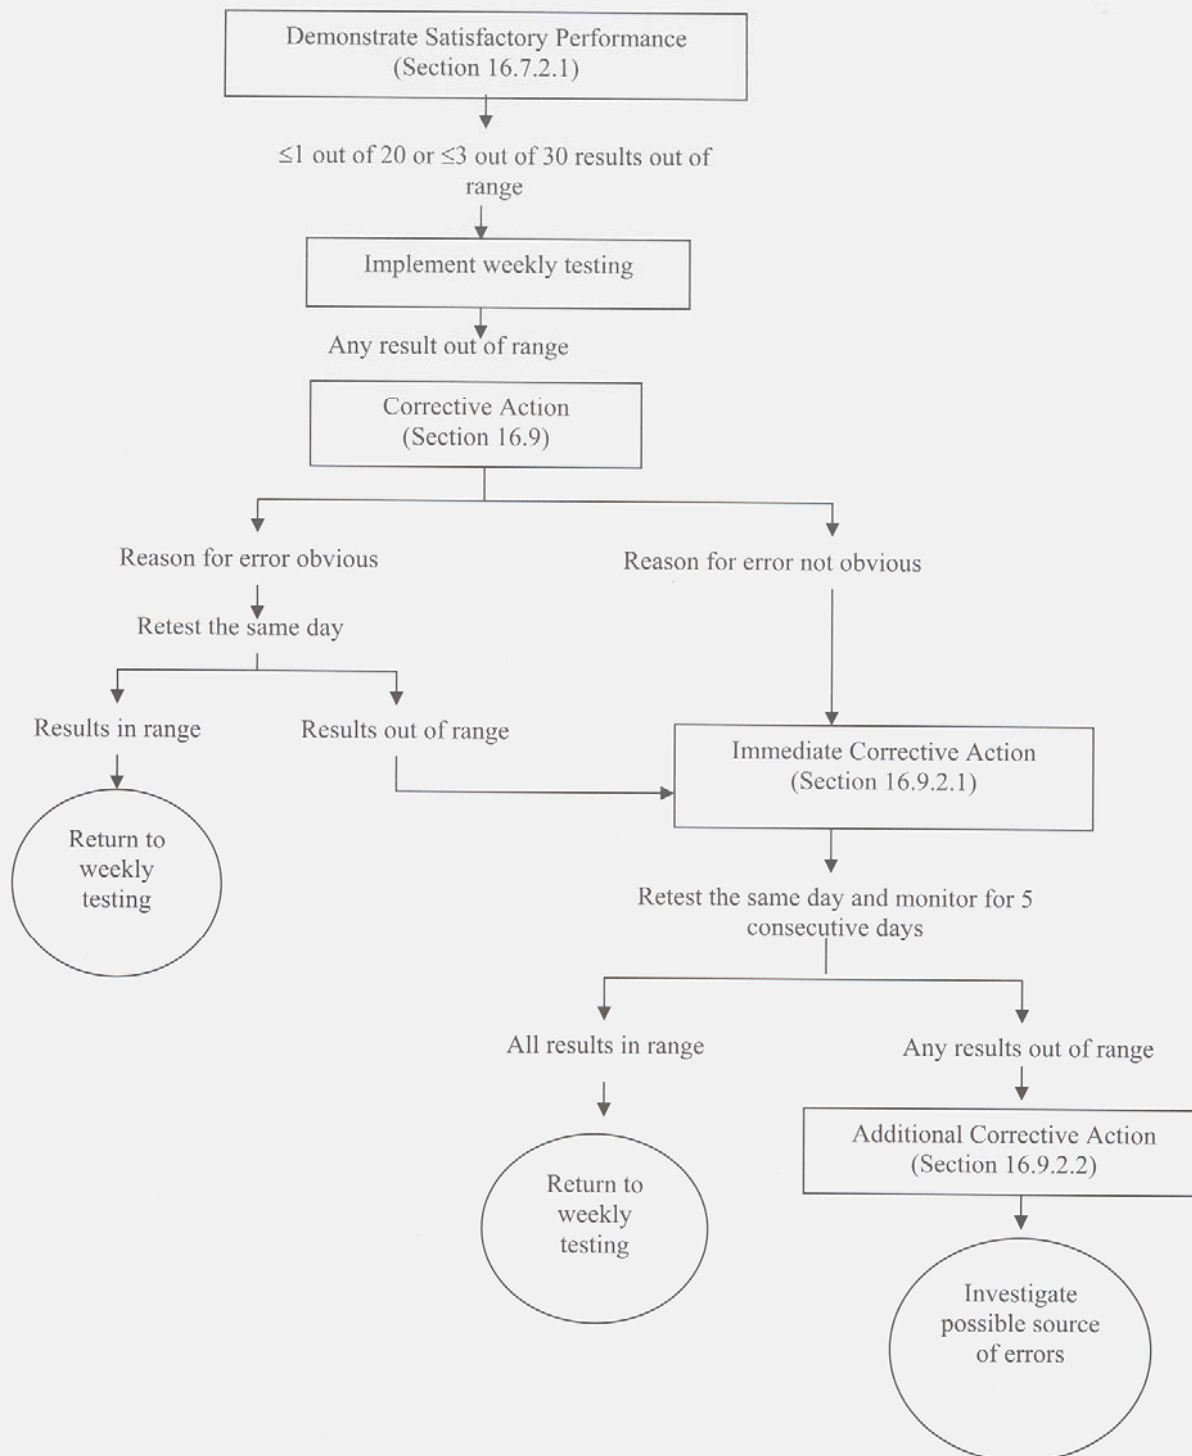 Demonstrate Satisfactory Performance
(Section 16.7.2.1)
≤1 out of 20 or ≤3 out of 30 results out of
range
Implement weekly testing
Any result out of range
Corrective Action
(Section 16.9)
Reason for error obvious
Reason for error not obvious
Retest the same day
Results in range
Results out of range
Immediate Corrective Action
(Section 16.9.2.1)
Return to
weekly
testing
Retest the same day and monitor for 5
consecutive days
All results in range
Any results out of range
Additional Corrective Action
(Section 16.9.2.2)
Return to
weekly
testing
Investigate
possible source
of errors